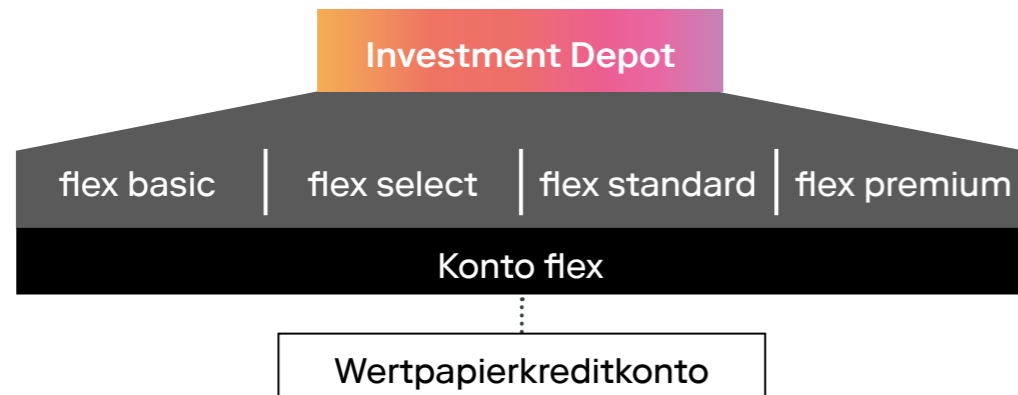 Investment Depot
flex basic
flex select
flex standard
flex premium
Konto flex
Wertpapierkreditkonto